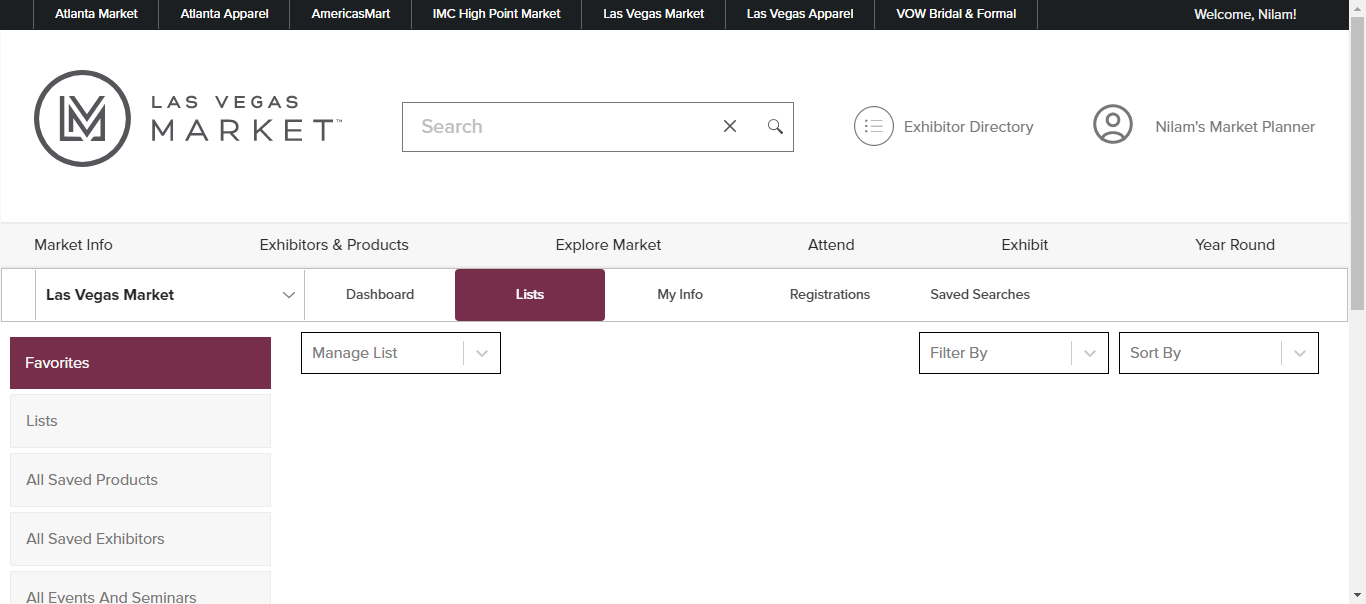 Atlanta Market Atlanta Apparel AmericasMart IMC High Point Market Las Vegas Market Las Vegas Apparel VOW Bridal & Formal Welcome, Nilam!
LAS VEGAS
MARKET™
Search
Exhibitor Directory
Nilam's Market Planner
Market Info Exhibitors & Products Explore Market Attend Exhibit Year Round
Las Vegas Market Dashboard Lists My Info Registrations Saved Searches
Manage List Filter By Sort By
Favorites
Lists
All Saved Products
All Saved Exhibitors
All Events And Seminars